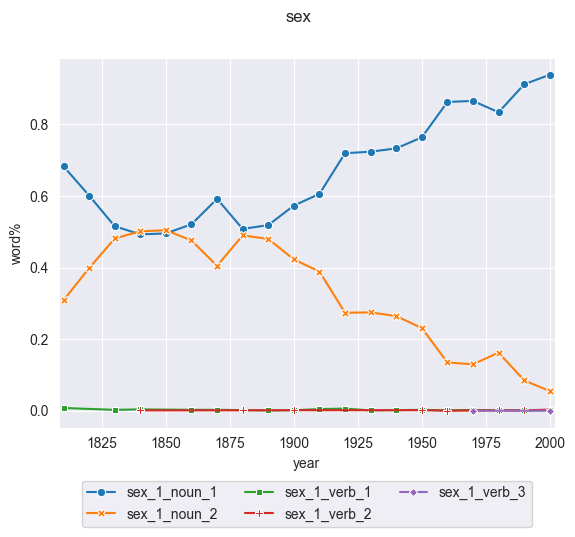 sex
0.8
0.6
0.4
0.2
0.0
word%
1825 1850 1875 1900 1925 1950 1975 2000
year
sex_1_noun_1 sex_1_verb_1 sex_1_verb_3
sex_1_noun_2 sex_1_verb_2